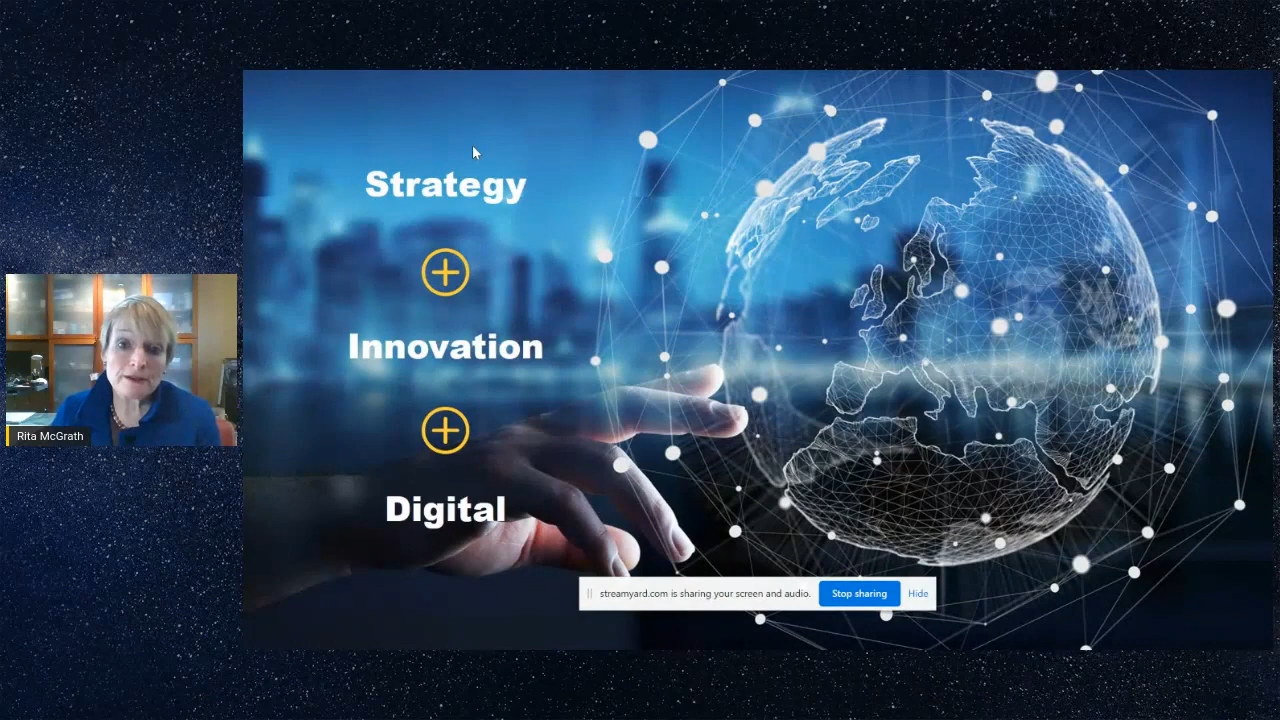 Strategy
Innovation
Digital
Rita McGrath
streamyard.com is sharing your screen and audio.
Stop sharing
Hide